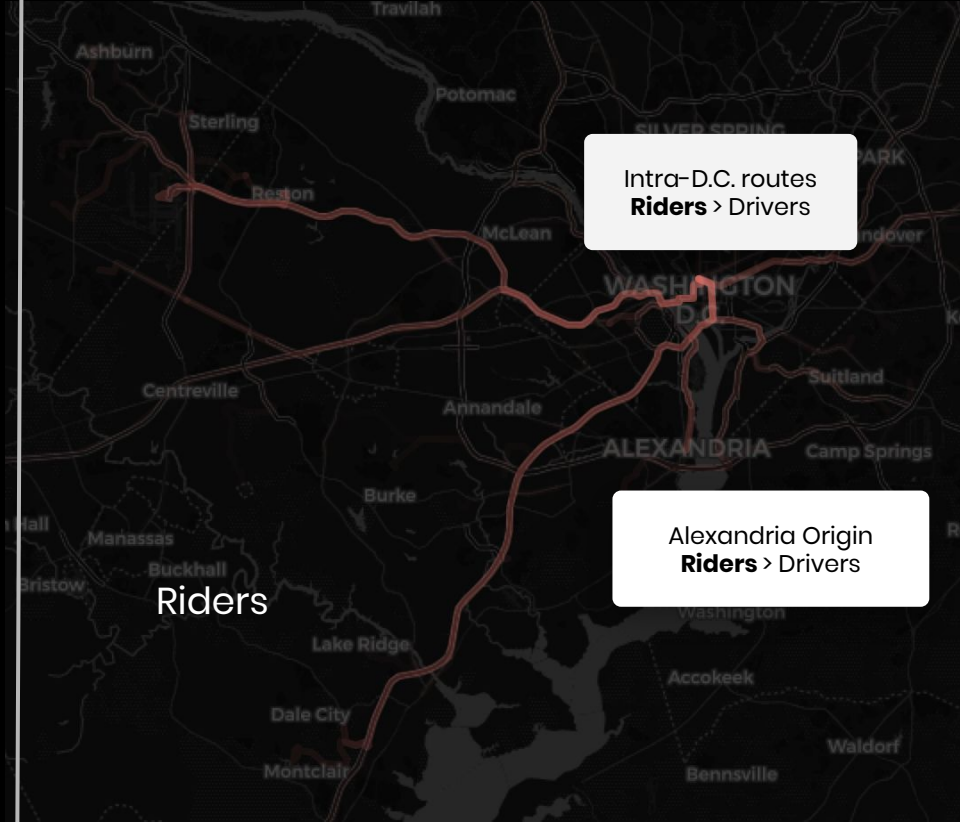 Travilah
Ashburn
Potomac
Sterling
SILVER SPRING
PARK
Intra-D.C. routes
Riders > Drivers
Reston
McLean
ndover
WASHINGTON
D.C.
Centreville
Suitland
Annandale
ALEXANDRIA
Camp Springs
Burke
Hall
Manassas
Alexandria Origin
Riders > Drivers
Buckhall
Bristow
Riders
Washington
Lake Ridge
Accokeek
Dale City
Waldorf
Montclair
Bennsville